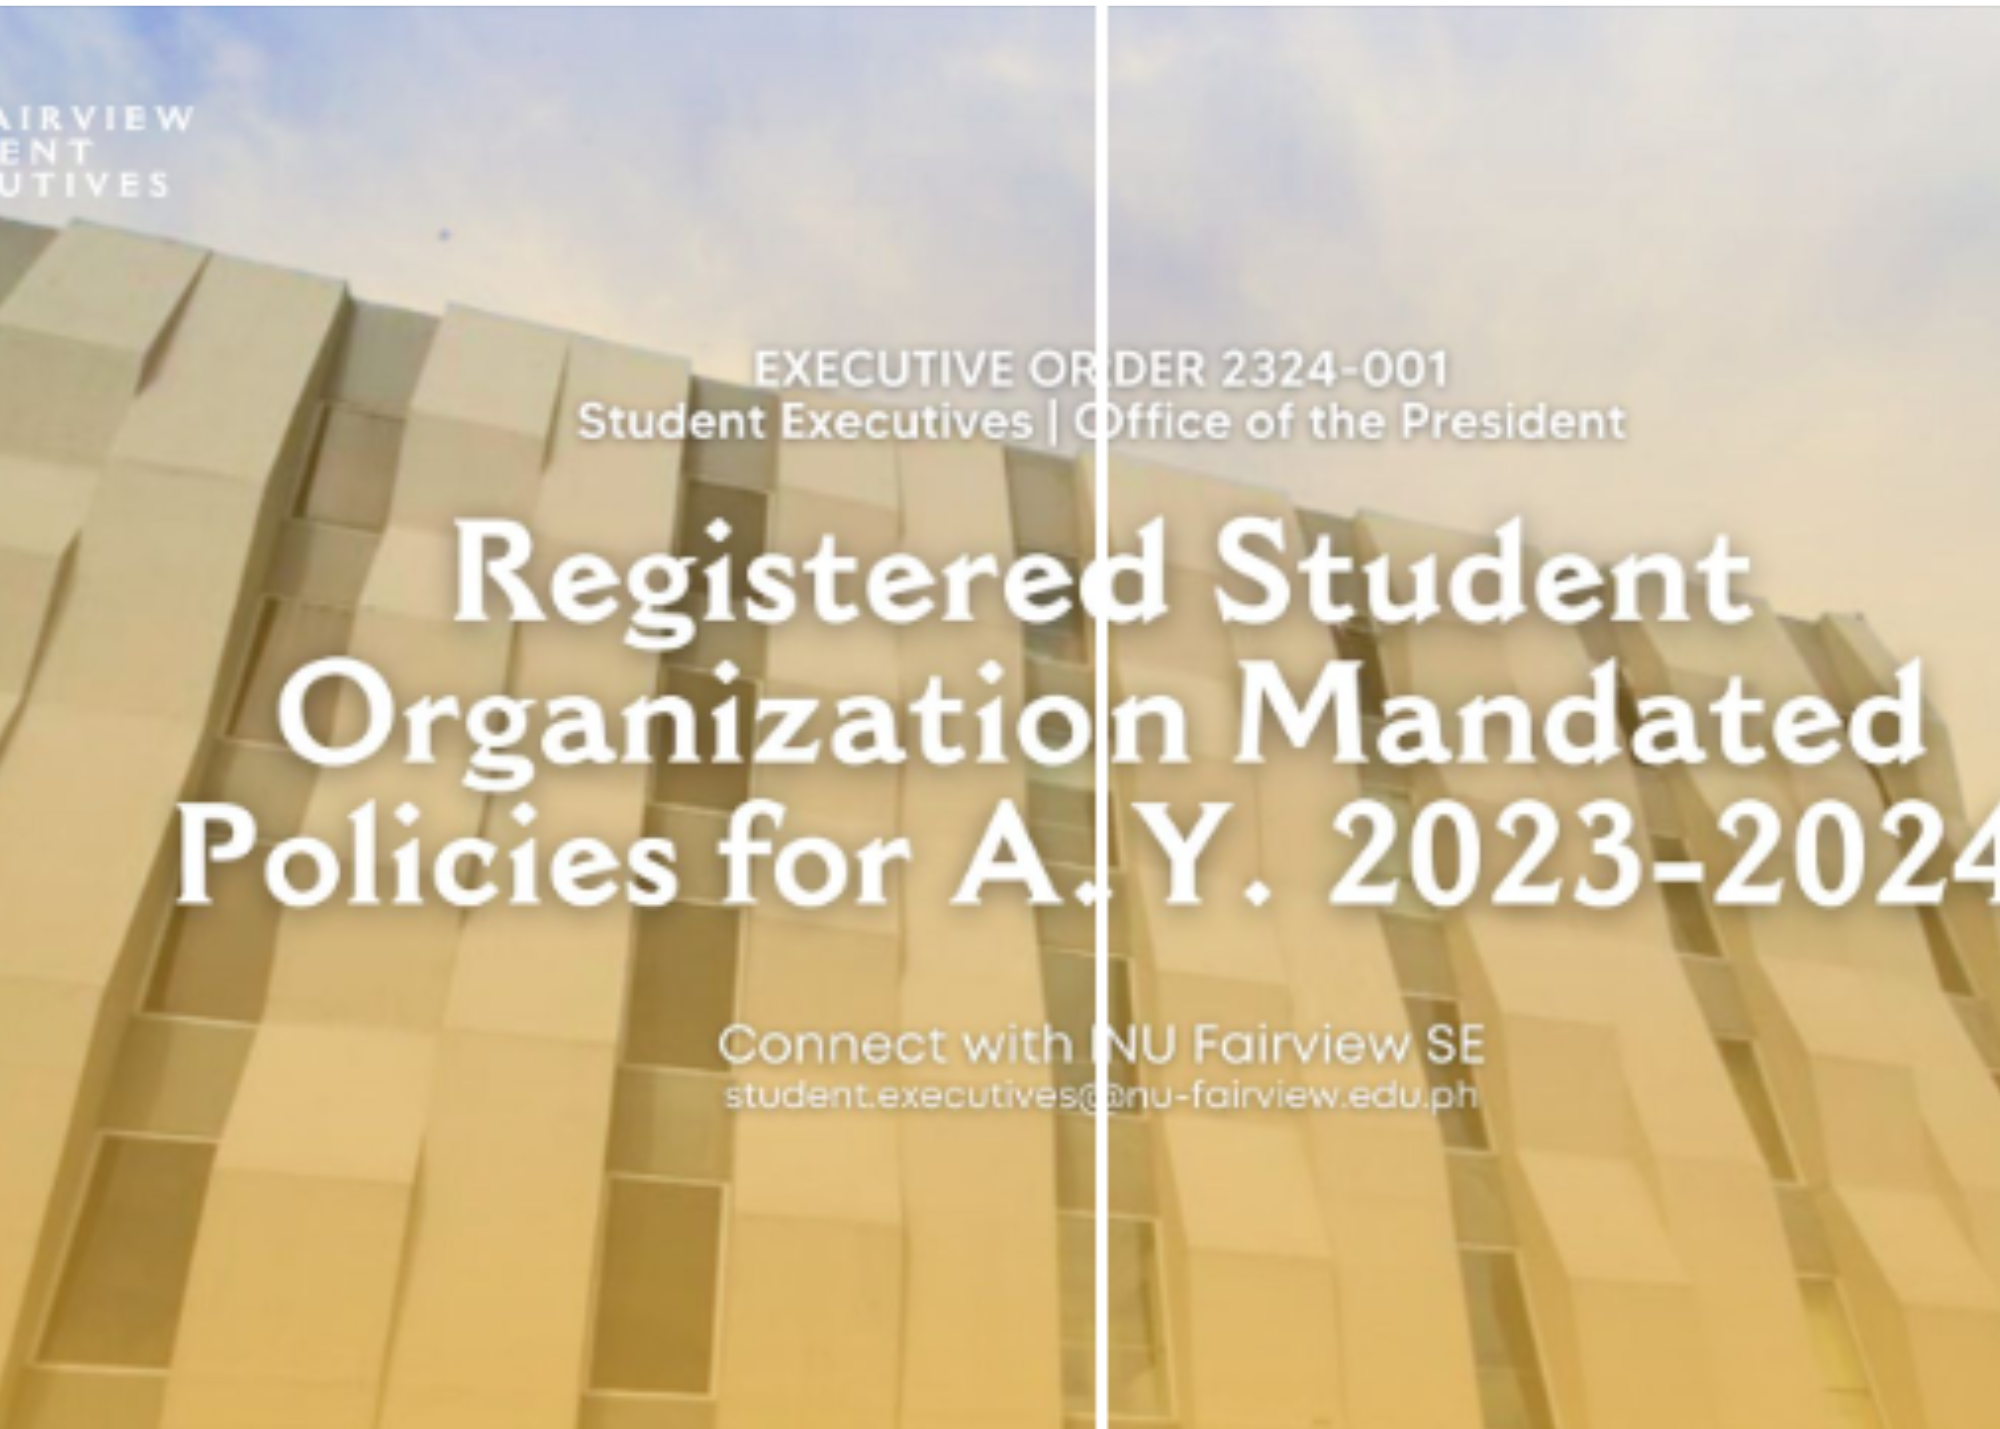 AIRVIEW
ENT
UTIVES
EXECUTIVE ORDER 2324-001
Student Executives | Office of the President
Registered Student
Organization Mandated
Policies for A.Y. 2023-2024
Connect with NU Fairview SE
student.executives@nu-fairview.edu.ph